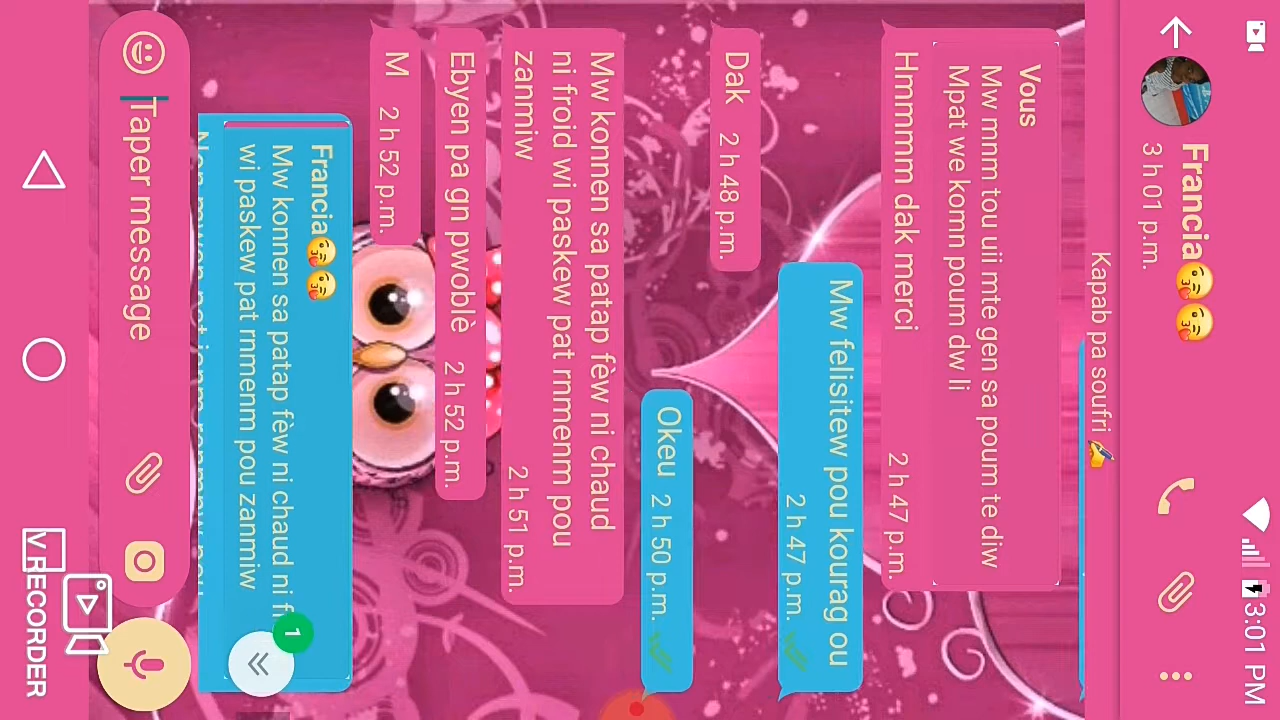 3:01 PM
Francia😘😘
3 h 01 p.m.
Kapab pa soufri ✍
Vous
Mw mmm tou uii mte gen sa poum te diw
Mpat we komn poum dw li
Hmmmm dak merci
2 h 47 p.m.
Mw felisitew pou kourag ou
2 h 47 p.m.
Dak 2 h 48 p.m.
Okeu 2 h 50 p.m.
Mw konnen sa patap fèw ni chaud
ni froid wi paskew pat rnmenm pou
zanmiw
2 h 51 p.m.
Ebyen pa gn pwoblè 2 h 52 p.m.
M 2 h 52 p.m.
Francia😘😘
Mw konnen sa patap fèw ni chaud ni
wi paskew pat rnmenm pou zanmiw
1
Taper message
V.RECORDER